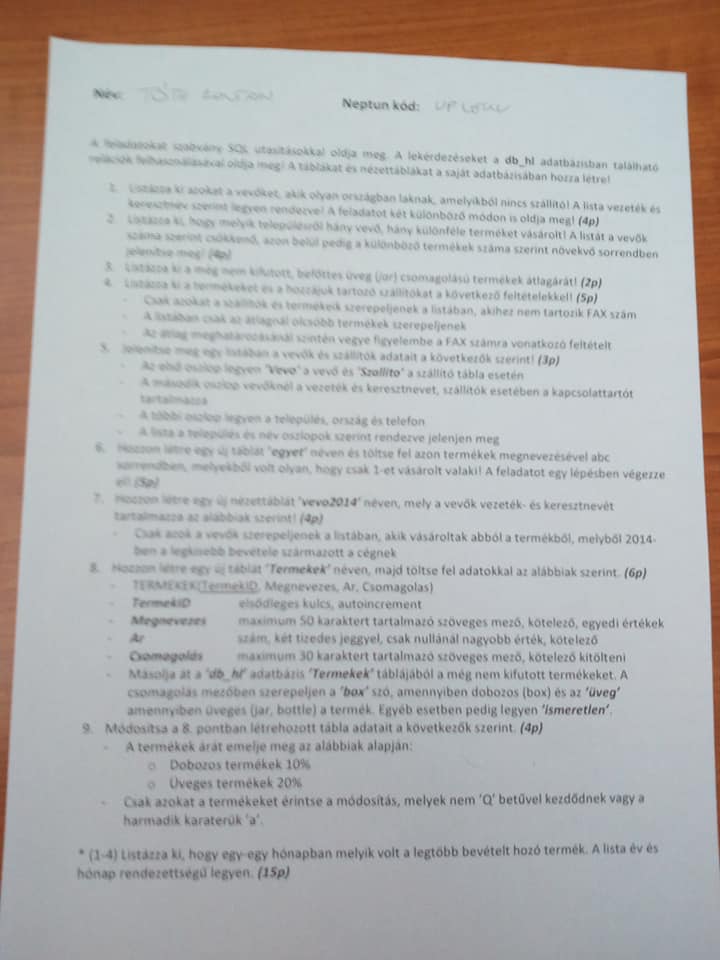 Név: TÓTH
Neptun kód:
A feladatokat szabvány SQL utasításokkal oldja meg. A lekérdezéseket a db_hl adatbázisban található
relációk felhasználásával oldja meg! A táblákat és nézettáblákat a saját adatbázisában hozza létre!
1. Listázza ki azokat a vevőket, akik olyan országban laknak, amelyikből nincs szállító! A lista vezeték és
keresztnév szerint legyen rendezve! A feladatot két különböző módon is oldja meg! (4p)
2. Listázza ki, hogy melyik településről hány vevő, hány különféle terméket vásárolt! A listát a vevők
száma szerint csökkenő, azon belül pedig a különböző termékek száma szerint növekvő sorrendben
jelenítse meg! (4p)
3. Listázza ki a még nem kifutott, befőttes üveg (jar) csomagolású termékek átlagárát! (2p)
4. Listázza ki a termékeket és a hozzájuk tartozó szállítókat a következő feltételekkel! (5p)
- Csak azokat a szállítók és termékeik szerepeljenek a listában, akihez nem tartozik FAX szám
- A listában csak az átlagnál olcsóbb termékek szerepeljenek
- Az átlag meghatározásánál szintén vegye figyelembe a FAX számra vonatkozó feltételt
5. Jelenítse meg egy listában a vevők és szállítók adatait a következők szerint! (3p)
- Az első oszlop legyen 'Vevo' a vevő és 'Szallito' a szállító tábla esetén
- A második oszlop vevőknél a vezeték és keresztnevet, szállítók esetében a kapcsolattartót
tartalmazza
- A többi oszlop legyen a település, ország és telefon
- A lista a település és név oszlopok szerint rendezve jelenjen meg
6. Hozzon létre egy új táblát 'egyet' néven és töltse fel azon termékek megnevezésével abc
sorrendben, melyekből volt olyan, hogy csak 1-et vásárolt valaki! A feladatot egy lépésben végezze
el! (5p)
7. Hozzon létre egy új nézettáblát 'vevo2014' néven, mely a vevők vezeték- és keresztnevét
tartalmazza az alábbiak szerint! (4p)
- Csak azok a vevők szerepeljenek a listában, akik vásároltak abból a termékből, melyből 2014-
ben a legkisebb bevétele származott a cégnek
8. Hozzon létre egy új táblát 'Termekek' néven, majd töltse fel adatokkal az alábbiak szerint. (6p)
- TERMEKEK(TermekID, Megnevezes, Ar, Csomagolas)
- TermekID elsődleges kulcs, autoincrement
- Megnevezes maximum 50 karaktert tartalmazó szöveges mező, kötelező, egyedi értékek
- Ar szám, két tizedes jeggyel, csak nullánál nagyobb érték, kötelező
- Csomagolás maximum 30 karaktert tartalmazó szöveges mező, kötelező kitölteni
- Másolja át a 'db_hl' adatbázis 'Termekek' táblájából a még nem kifutott termékeket. A
csomagolás mezőben szerepeljen a 'box' szó, amennyiben dobozos (box) és az 'üveg'
amennyiben üveges (jar, bottle) a termék. Egyéb esetben pedig legyen 'Ismeretlen'.
9. Módosítsa a 8. pontban létrehozott tábla adatait a következők szerint. (4p)
- A termékek árát emelje meg az alábbiak alapján:
o Dobozos termékek 10%
o Üveges termékek 20%
- Csak azokat a termékeket érintse a módosítás, melyek nem 'Q' betűvel kezdődnek vagy a
harmadik karaterük 'a'.
* (1-4) Listázza ki, hogy egy-egy hónapban melyik volt a legtöbb bevételt hozó termék. A lista év és
hónap rendezettségű legyen. (15p)